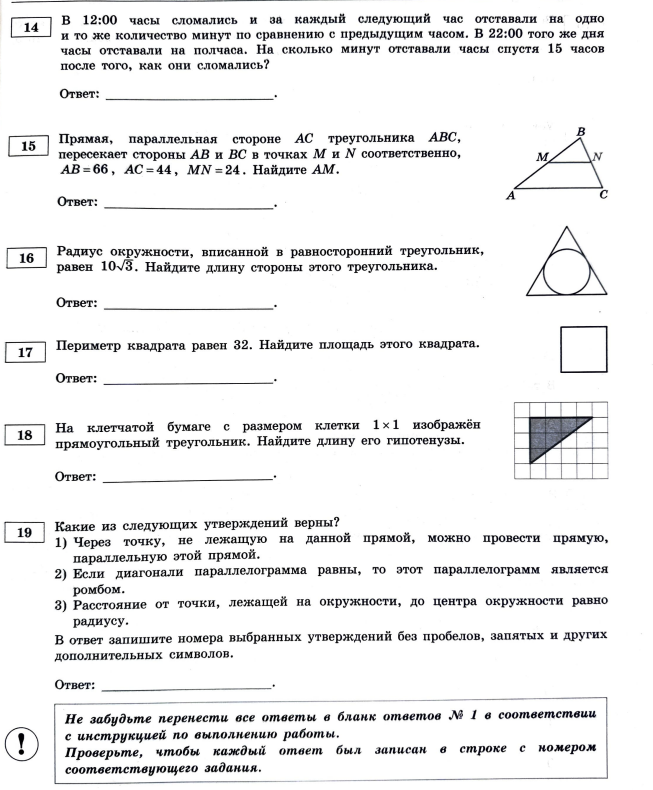 14
В 12:00 часы сломались и за каждый следующий час отставали на одно
и то же количество минут по сравнению с предыдущим часом. В 22:00 того же дня
часы отставали на полчаса. На сколько минут отставали часы спустя 15 часов
после того, как они сломались?
Ответ: ____________________.
15
Прямая, параллельная стороне AC треугольника ABC,
пересекает стороны AB и BC в точках M и N соответственно,
AB = 66, AC = 44, MN = 24. Найдите AM.
B
M
N
A
C
Ответ: ____________________.
16
Радиус окружности, вписанной в равносторонний треугольник,
равен 10√3. Найдите длину стороны этого треугольника.
Ответ: ____________________.
17
Периметр квадрата равен 32. Найдите площадь этого квадрата.
Ответ: ____________________.
18
На клетчатой бумаге с размером клетки 1×1 изображён
прямоугольный треугольник. Найдите длину его гипотенузы.
Ответ: ____________________.
19
Какие из следующих утверждений верны?
1) Через точку, не лежащую на данной прямой, можно провести прямую,
параллельную этой прямой.
2) Если диагонали параллелограмма равны, то этот параллелограмм является
ромбом.
3) Расстояние от точки, лежащей на окружности, до центра окружности равно
радиусу.
В ответ запишите номера выбранных утверждений без пробелов, запятых и других
дополнительных символов.
Ответ: ____________________.
!
Не забудьте перенести все ответы в бланк ответов № 1 в соответствии
с инструкцией по выполнению работы.
Проверьте, чтобы каждый ответ был записан в строке с номером
соответствующего задания.